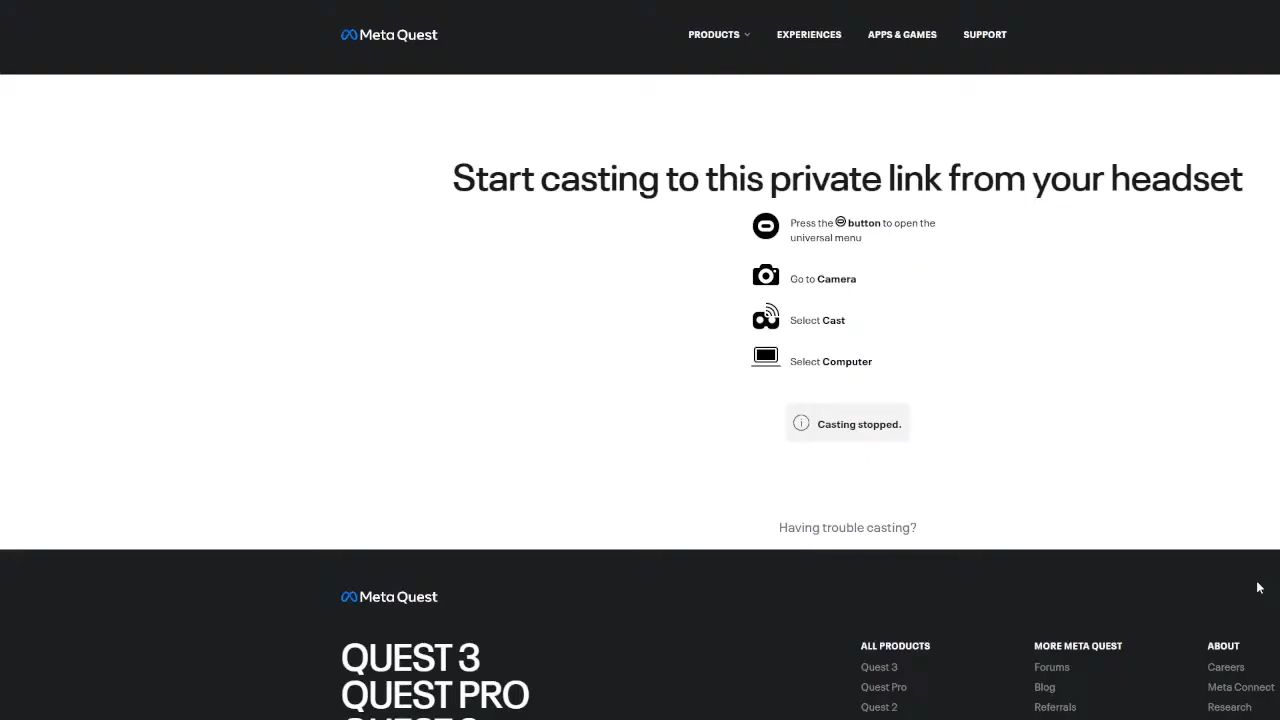 Meta Quest
PRODUCTS
EXPERIENCES
APPS & GAMES
SUPPORT
Start casting to this private link from your headset
Press the button to open the
universal menu
Go to Camera
Select Cast
Select Computer
Casting stopped.
Having trouble casting?
Meta Quest
QUEST 3
QUEST PRO
ALL PRODUCTS
Quest 3
Quest Pro
Quest 2
MORE META QUEST
Forums
Blog
Referrals
ABOUT
Careers
Meta Connect
Research